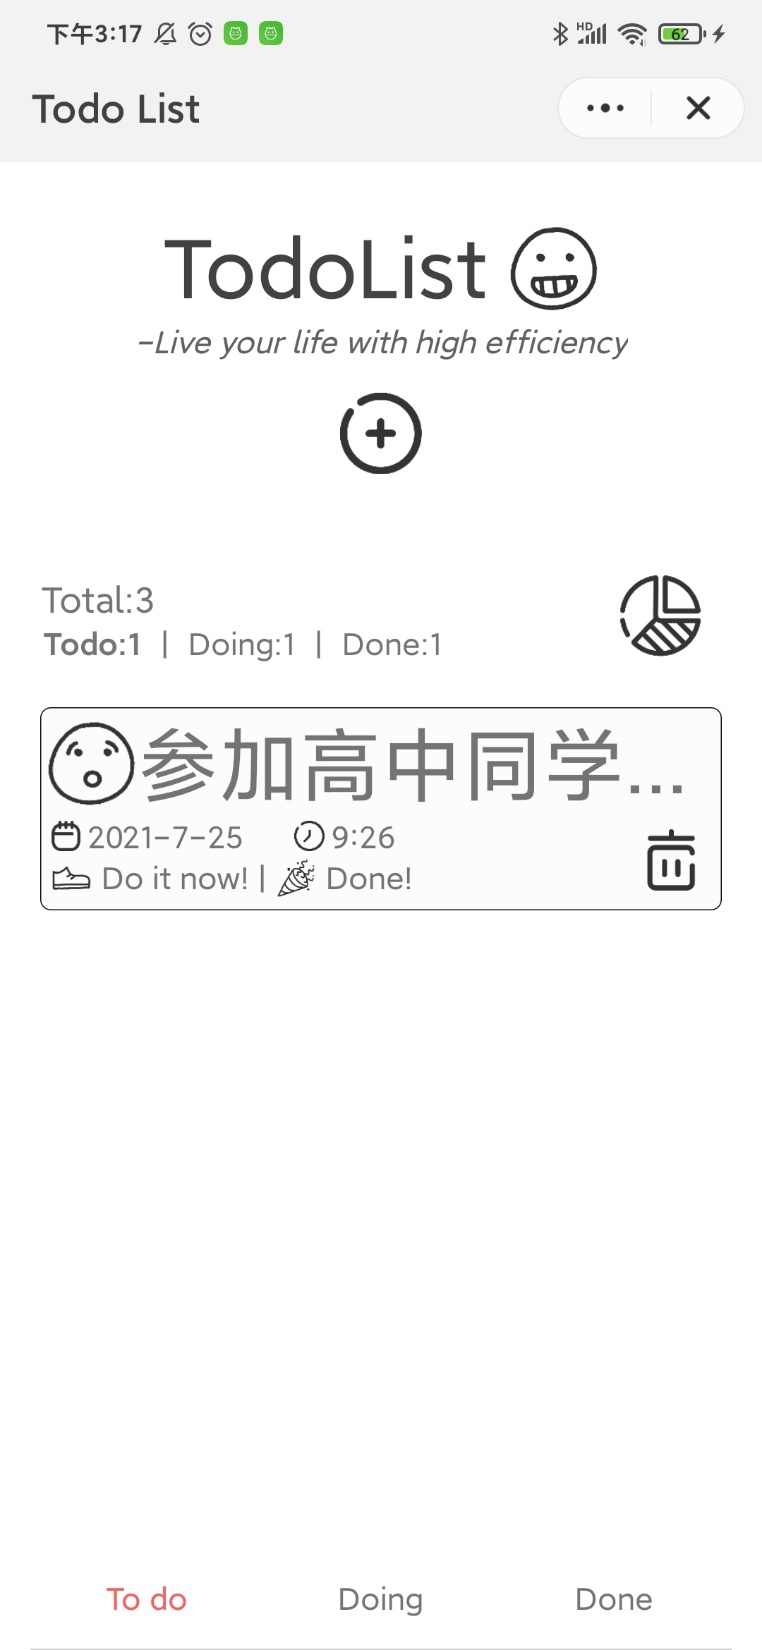 下午3:17 HD 62
Todo List
TodoList
-Live your life with high efficiency
Total:3
Todo:1 | Doing:1 | Done:1
参加高中同学...
2021-7-25 9:26
Do it now! | Done!
To do Doing Done